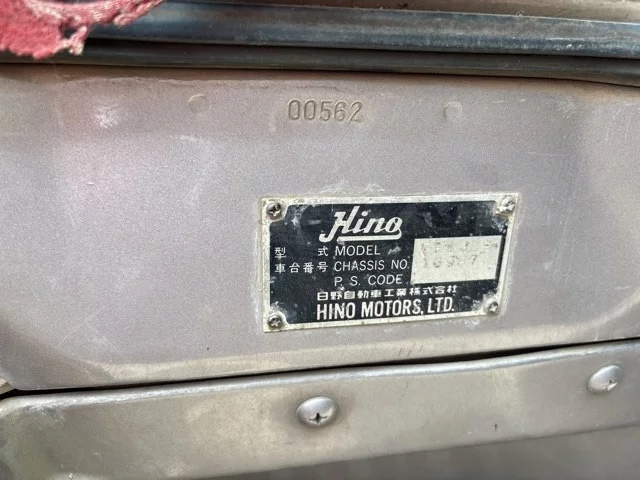 00562
Hino
型式 MODEL
車台番号 CHASSIS NO.
P. S. CODE
日野自動車工業株式会社
HINO MOTORS, LTD.